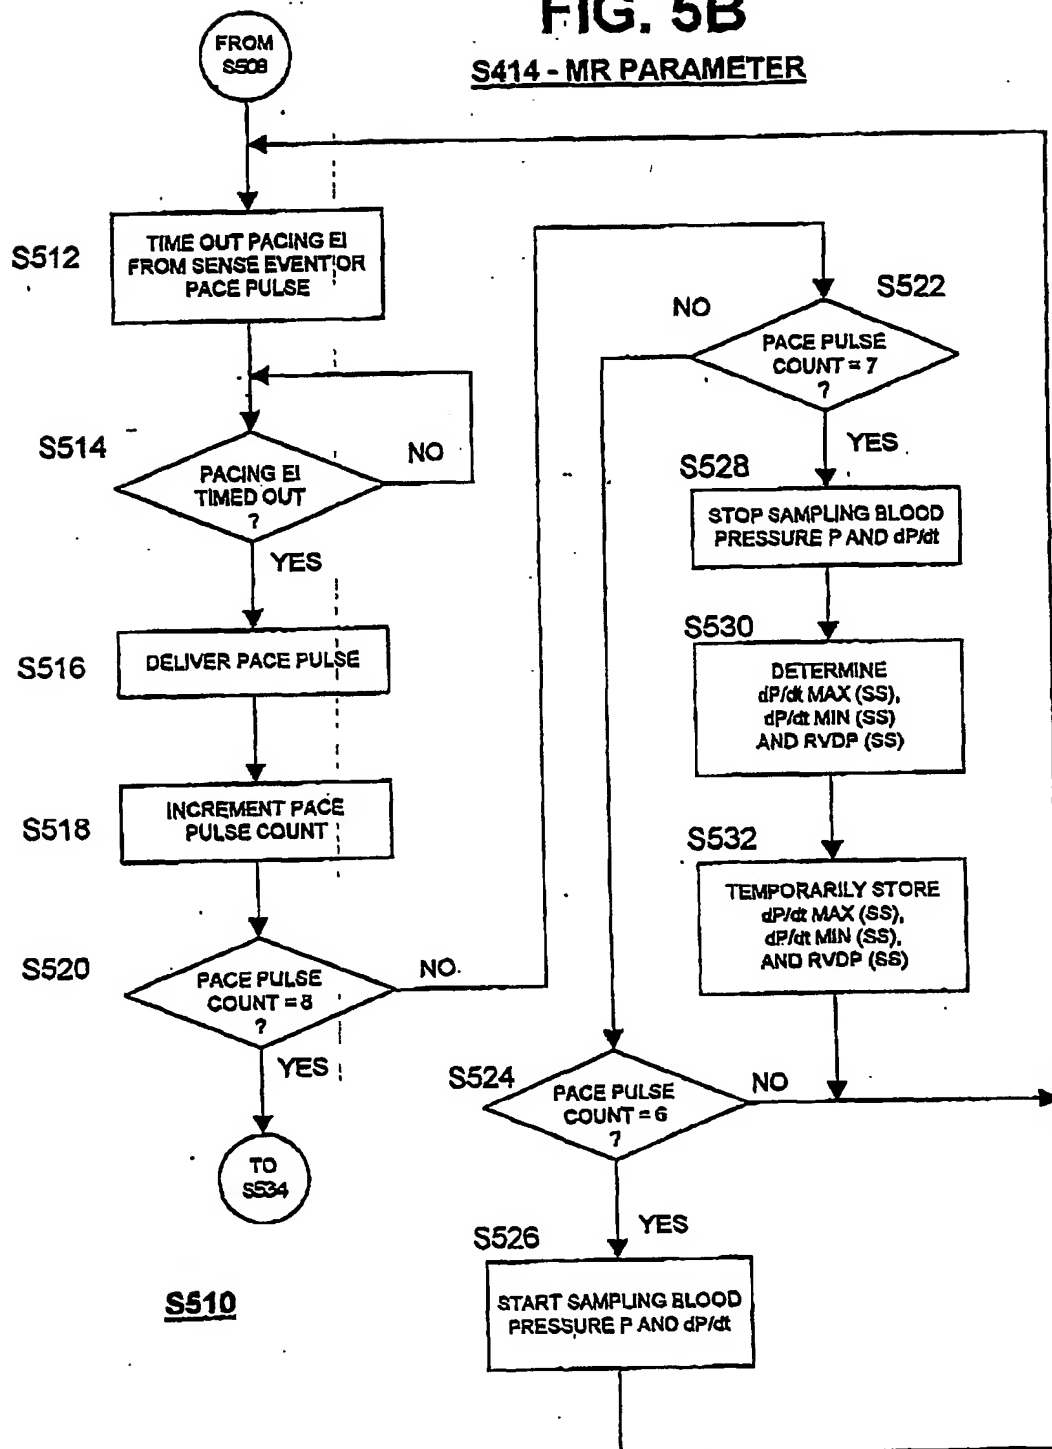 FIG. 5B
S414 - MR PARAMETER
FROM
S508
S512
TIME OUT PACING EI
FROM SENSE EVENT OR
PACE PULSE
S514
PACING EI
TIMED OUT
?
NO
YES
S516
DELIVER PACE PULSE
S518
INCREMENT PACE
PULSE COUNT
S520
PACE PULSE
COUNT = 8
?
NO.
YES
TO
S534
S510
S522
NO
PACE PULSE
COUNT = 7
?
YES
S528
STOP SAMPLING BLOOD
PRESSURE P AND dP/dt
S530
DETERMINE
dP/dt MAX (SS),
dP/dt MIN (SS)
AND RVDP (SS)
S532
TEMPORARILY STORE
dP/dt MAX (SS),
dP/dt MIN (SS),
AND RVDP (SS)
S524
PACE PULSE
COUNT = 6
?
NO
YES
S526
START SAMPLING BLOOD
PRESSURE P AND dP/dt